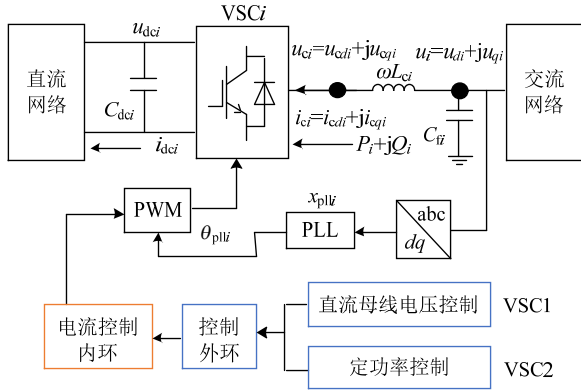 VSCi
u_dci
u_ci=u_cdi+ju_cqi
u_i=u_di+ju_qi
ωL_ci
直流
网络
交流
网络
C_dci
i_ci=i_cdi+ji_cqi
C_fi
i_dci
P_i+jQ_i
PWM
x_plli
θ_plli
PLL
abc
dq
直流母线电压控制
VSC1
电流控制
内环
控制
外环
定功率控制
VSC2